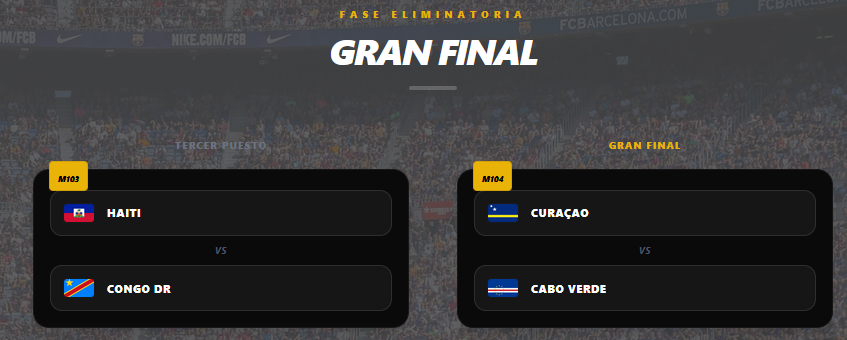 FASE ELIMINATORIA
FCBARCELONA.COM
NIKE.COM/FCB
GRAN FINAL
TERCER PUESTO
M103
HAITI
VS
CONGO DR
GRAN FINAL
M104
CURAÇAO
VS
CABO VERDE